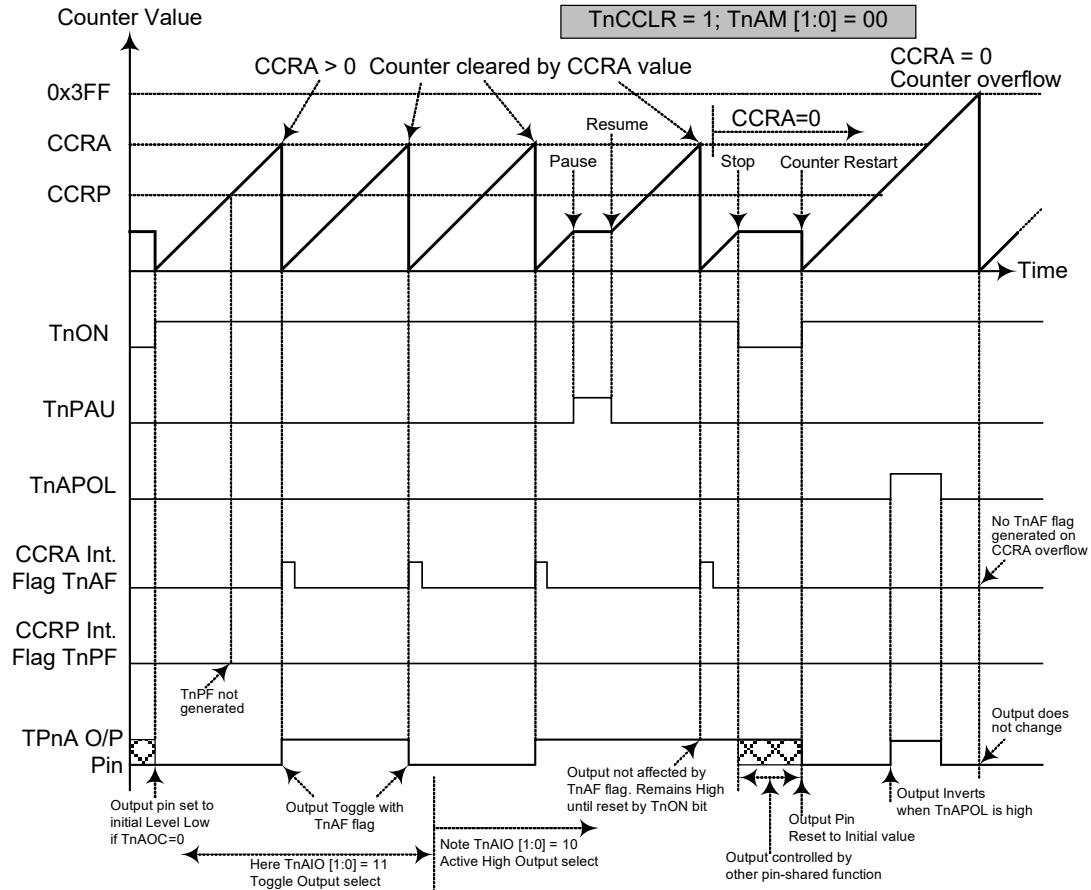 Counter Value
TnCCLR = 1; TnAM [1:0] = 00
CCRA > 0
Counter cleared by CCRA value
CCRA = 0
Counter overflow
0x3FF
CCRA
CCRP
Pause
Resume
CCRA=0
Stop
Counter Restart
Time
TnON
TnPAU
TnAPOL
CCRA Int.
Flag TnAF
No TnAF flag
generated on
CCRA overflow
CCRP Int.
Flag TnPF
TnPF not
generated
TPnA O/P
Pin
Output does
not change
Output pin set to
initial Level Low
if TnAOC=0
Output Toggle with
TnAF flag
Output not affected by
TnAF flag. Remains High
until reset by TnON bit
Output Inverts
when TnAPOL is high
Output Pin
Reset to Initial value
Here TnAIO [1:0] = 11
Toggle Output select
Note TnAIO [1:0] = 10
Active High Output select
Output controlled by
other pin-shared function